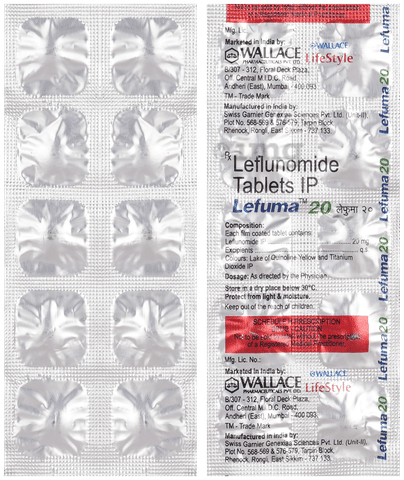 Mfg. Lic.
Marketed in India by:
WALLACE
PHARMACEUTICALS PVT. LTD.
WALLACE
LifeStyle
B/307 - 312, Floral Deck Plaza,
Off. Central M.I.D.C. Road,
Andheri (East), Mumbai - 400 093.
TM - Trade Mark
Manufactured in India by:
Swiss Garnier Genexiaa Sciences Pvt. Ltd. (Unit-II),
Plot No. 568-569 & 576-579, Tarpin Block,
Rhenock, Rongli, East Sikkim - 737 133.
Lefuma 20
Rx
Leflunomide
Tablets IP
Lefuma™ 20 लेफुमा २०
Composition:
Each film coated tablet contains:
Leflunomide 20 mg
Excipients q.s.
Colours: Lake of Quinoline Yellow and Titanium
Dioxide IP
Dosage: As directed by the Physician.
Store in a dry place below 30°C.
Protect from light & moisture.
Keep out of the reach of children.
Lefuma 20
SCHEDULE H PRESCRIPTION
DRUG - CAUTION
Not to be sold without the prescription
of a Registered Medical Practitioner.
Mfg. Lic. No.:
Marketed in India by:
WALLACE
PHARMACEUTICALS PVT. LTD.
WALLACE
LifeStyle
B/307 - 312, Floral Deck Plaza,
Off. Central M.I.D.C. Road,
Andheri (East), Mumbai - 400 093.
TM - Trade Mark
Manufactured in India by:
Swiss Garnier Genexiaa Sciences Pvt. Ltd. (Unit-II),
Plot No. 568-569 & 576-579, Tarpin Block,
Rhenock, Rongli, East Sikkim - 737 133.
Lefuma 20